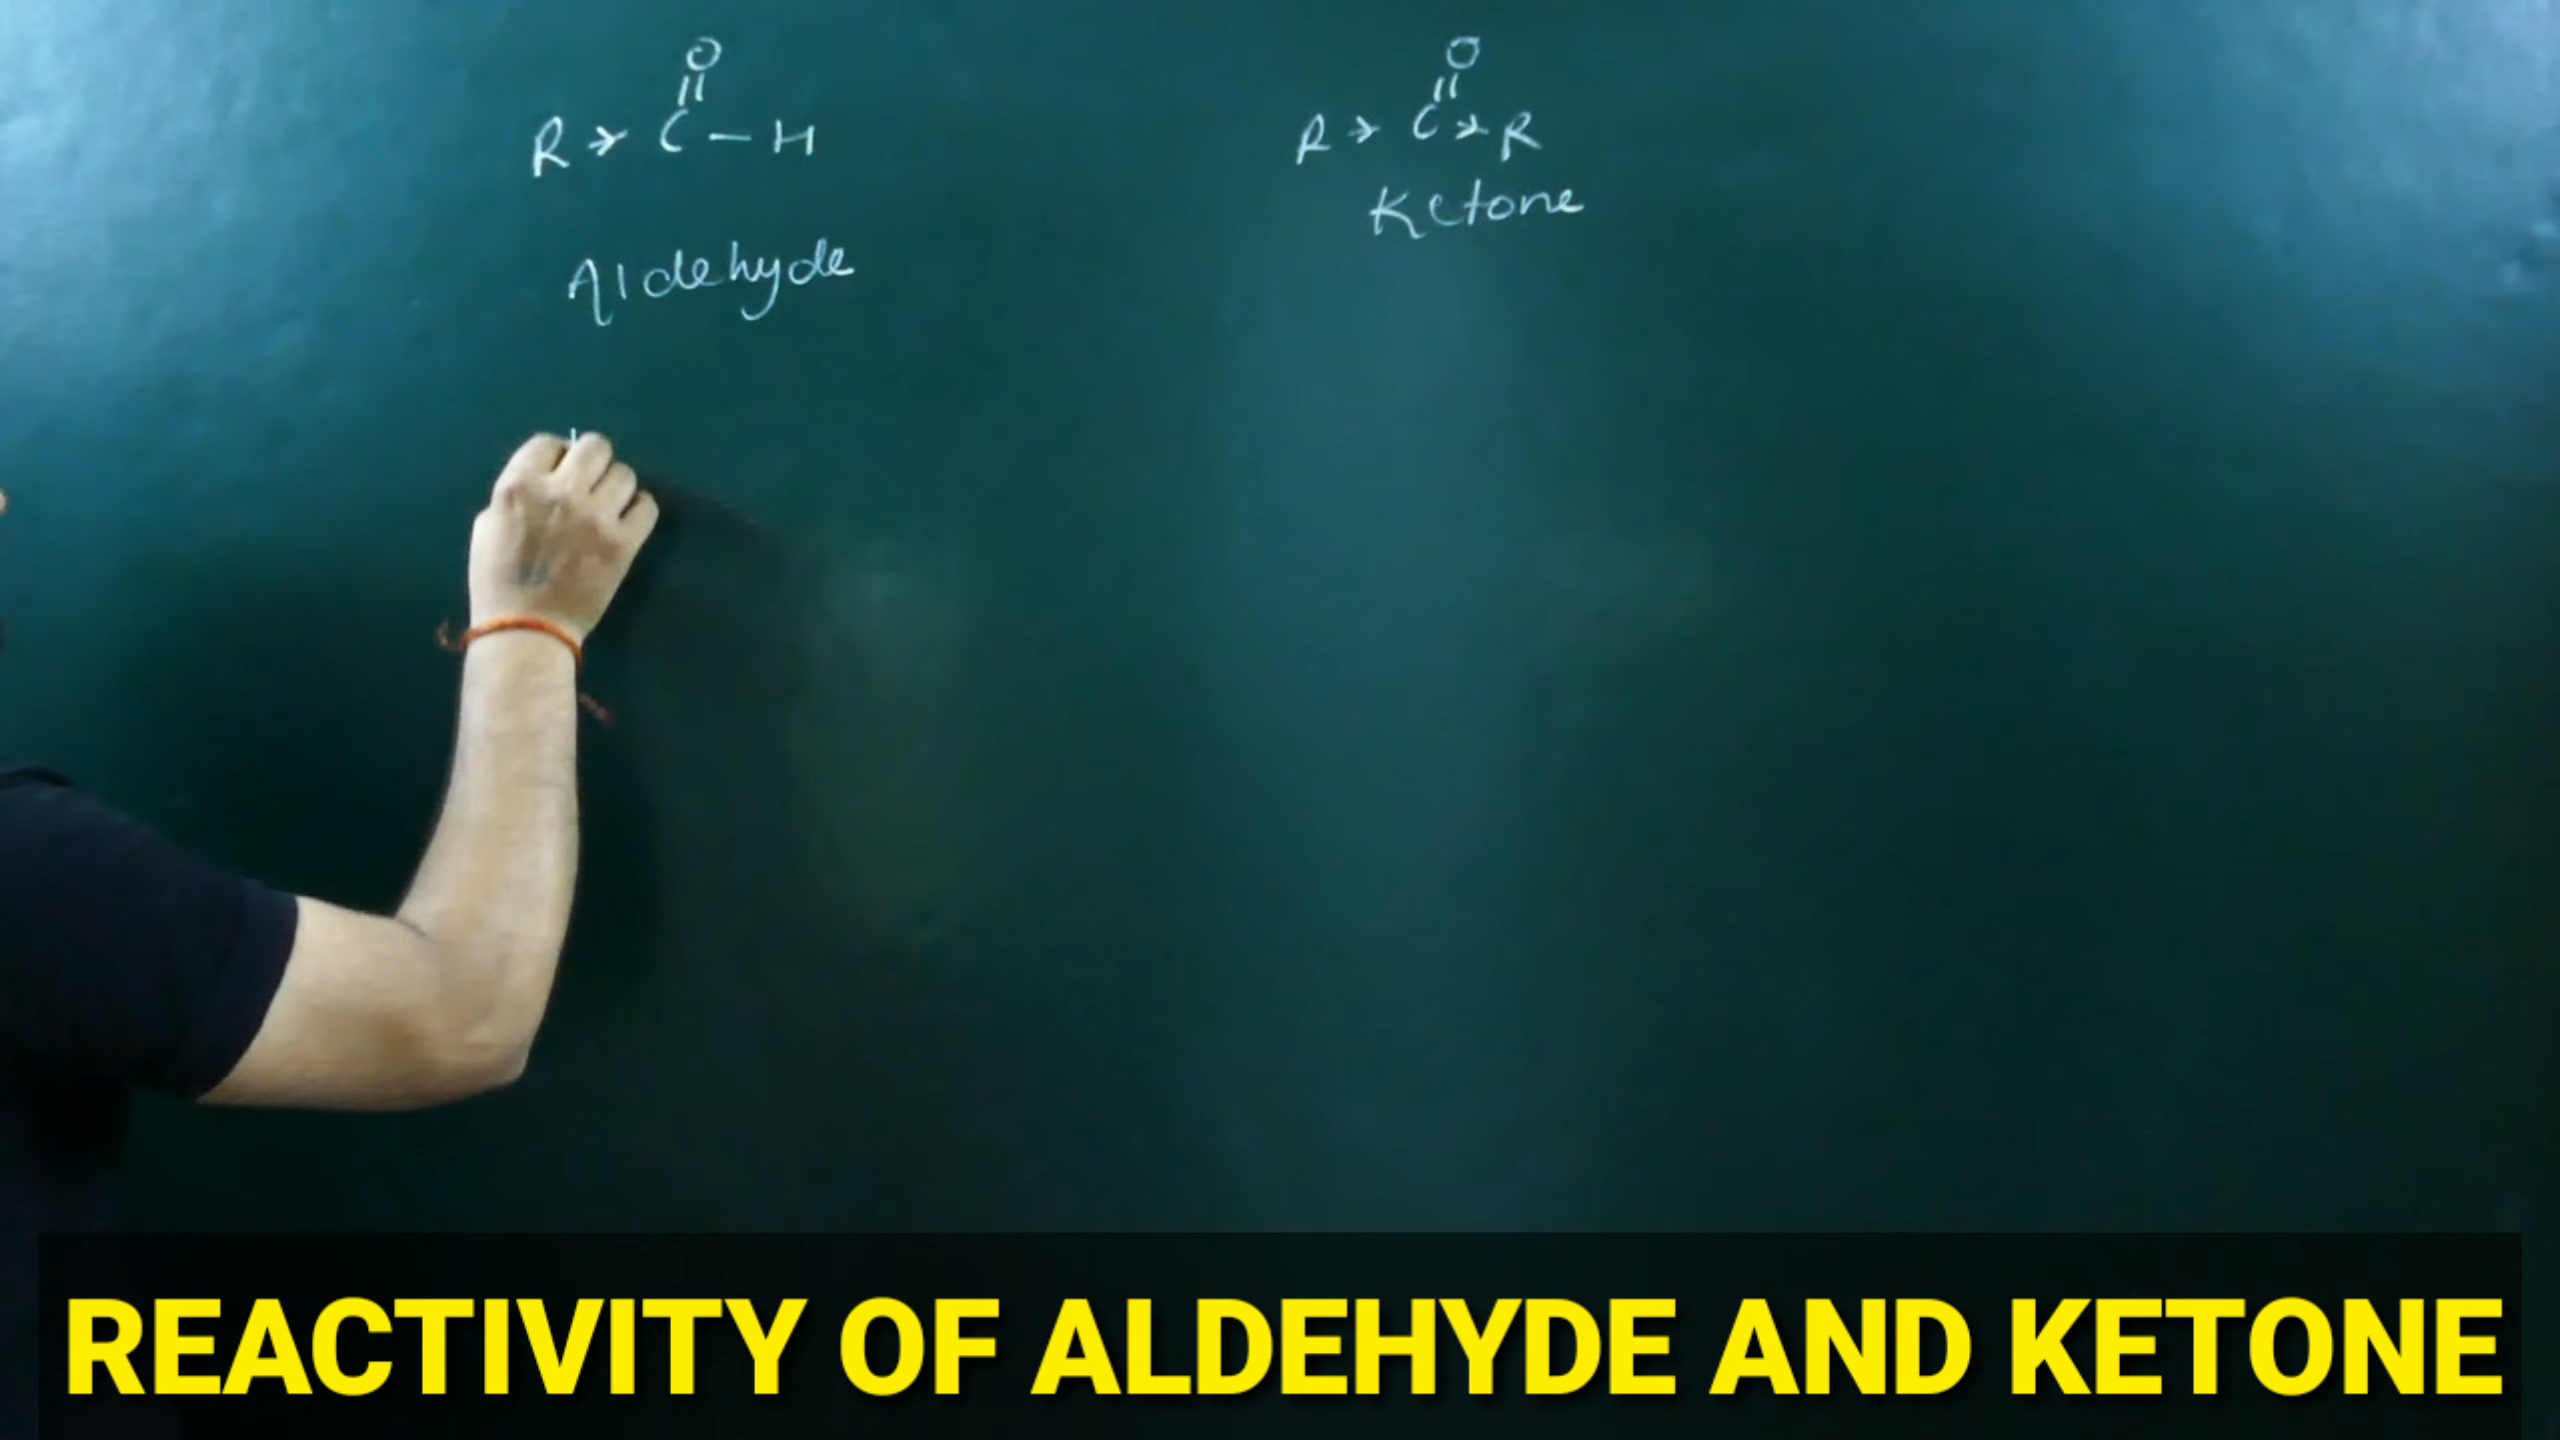 O
||
R → C — H
Aldehyde
O
||
R → C → R
Ketone
REACTIVITY OF ALDEHYDE AND KETONE